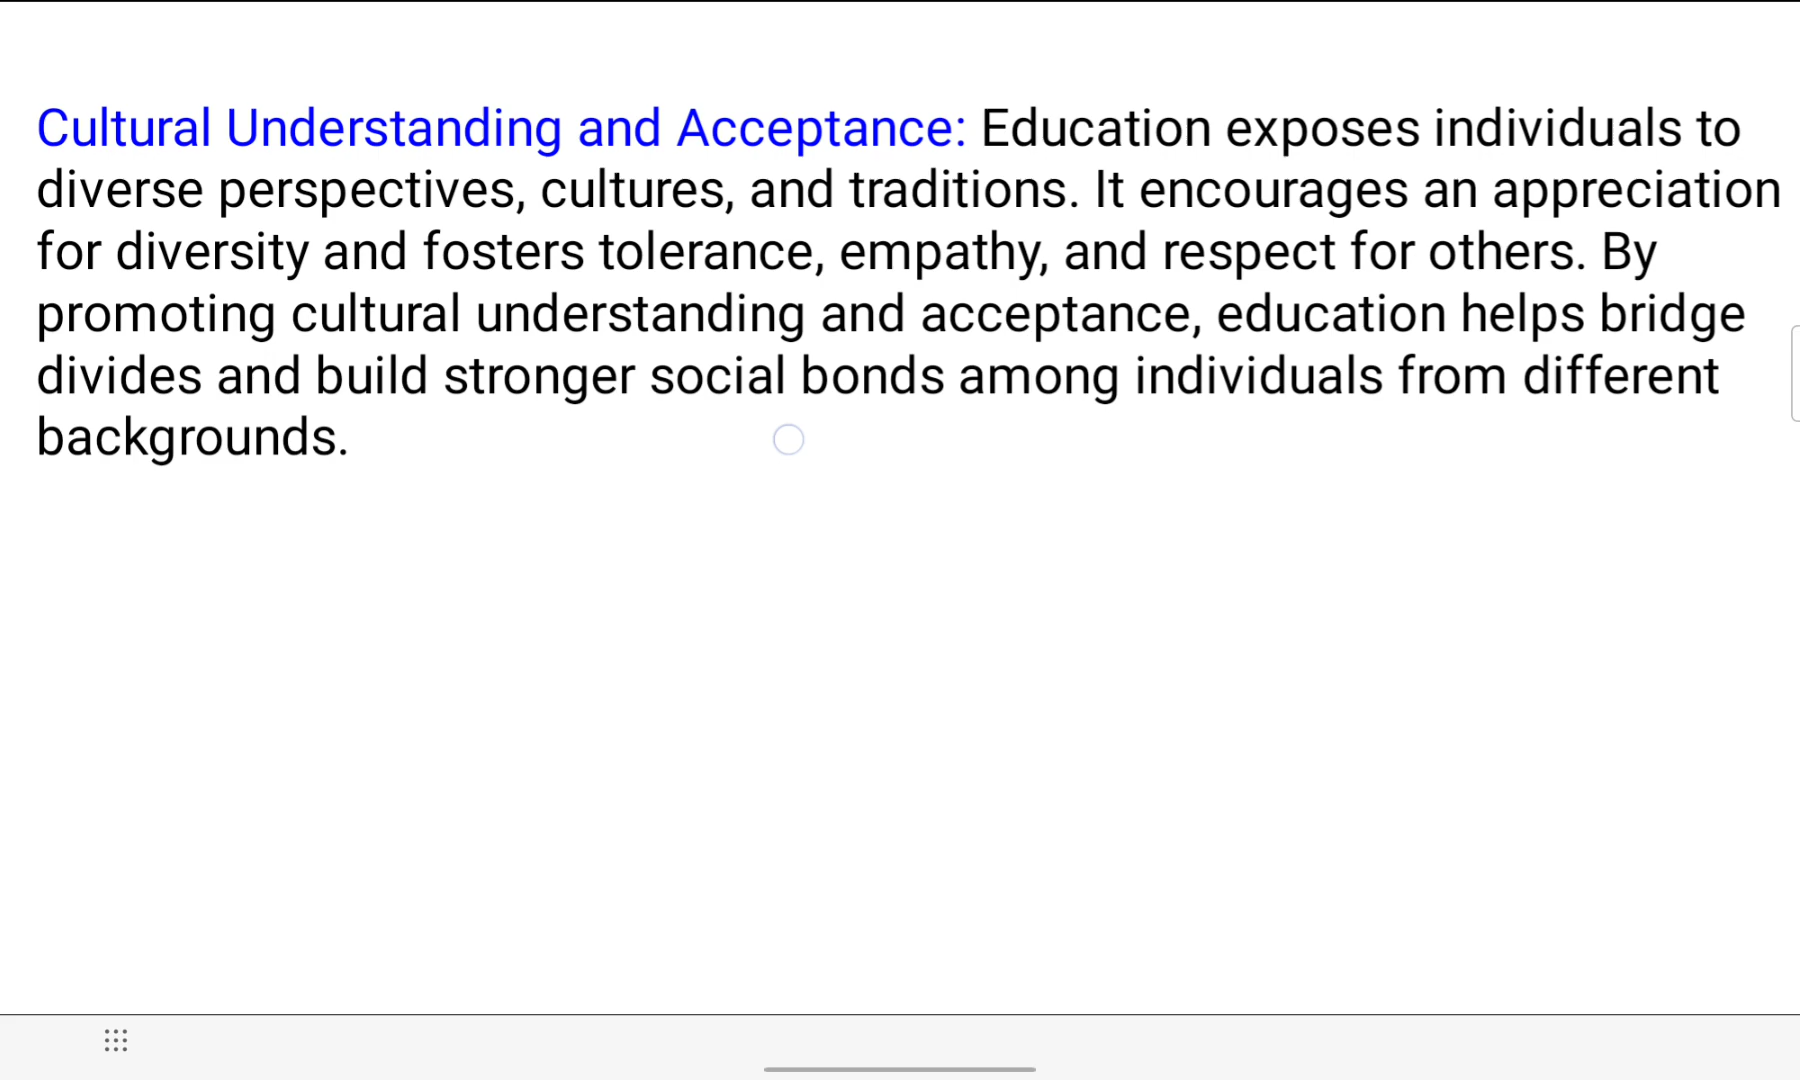 Cultural Understanding and Acceptance: Education exposes individuals to
diverse perspectives, cultures, and traditions. It encourages an appreciation
for diversity and fosters tolerance, empathy, and respect for others. By
promoting cultural understanding and acceptance, education helps bridge
divides and build stronger social bonds among individuals from different
backgrounds.